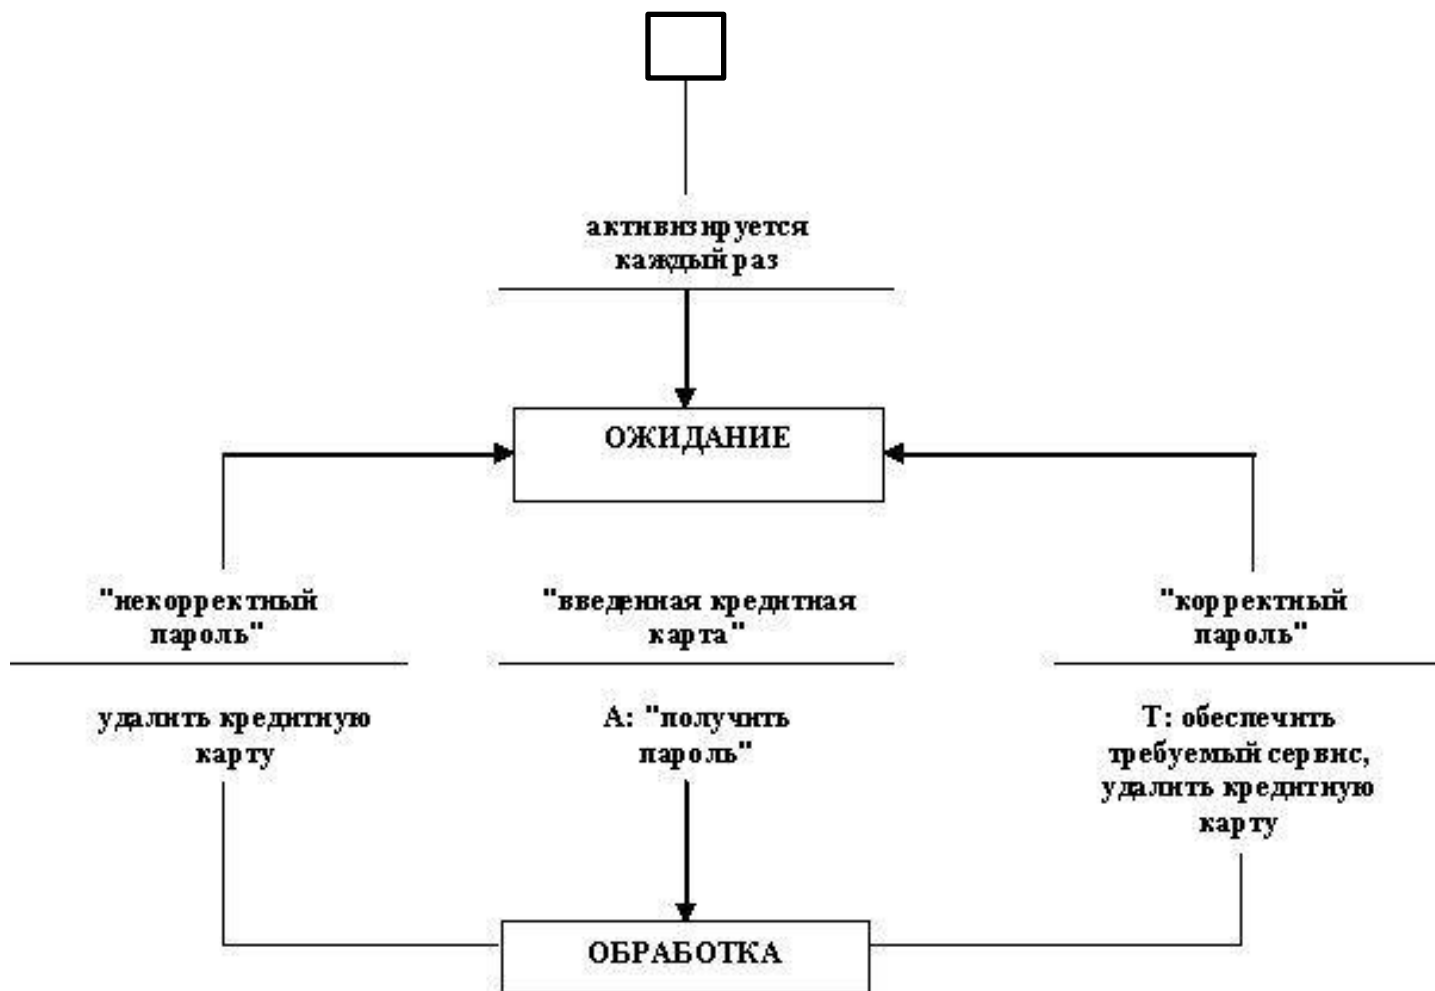 активизируется
каждый раз
ОЖИДАНИЕ
"некорректный
пароль"
"введенная кредитная
карта"
"корректный
пароль"
удалить кредитную
карту
А: "получить
пароль"
Т: обеспечить
требуемый сервис,
удалить кредитную
карту
ОБРАБОТКА